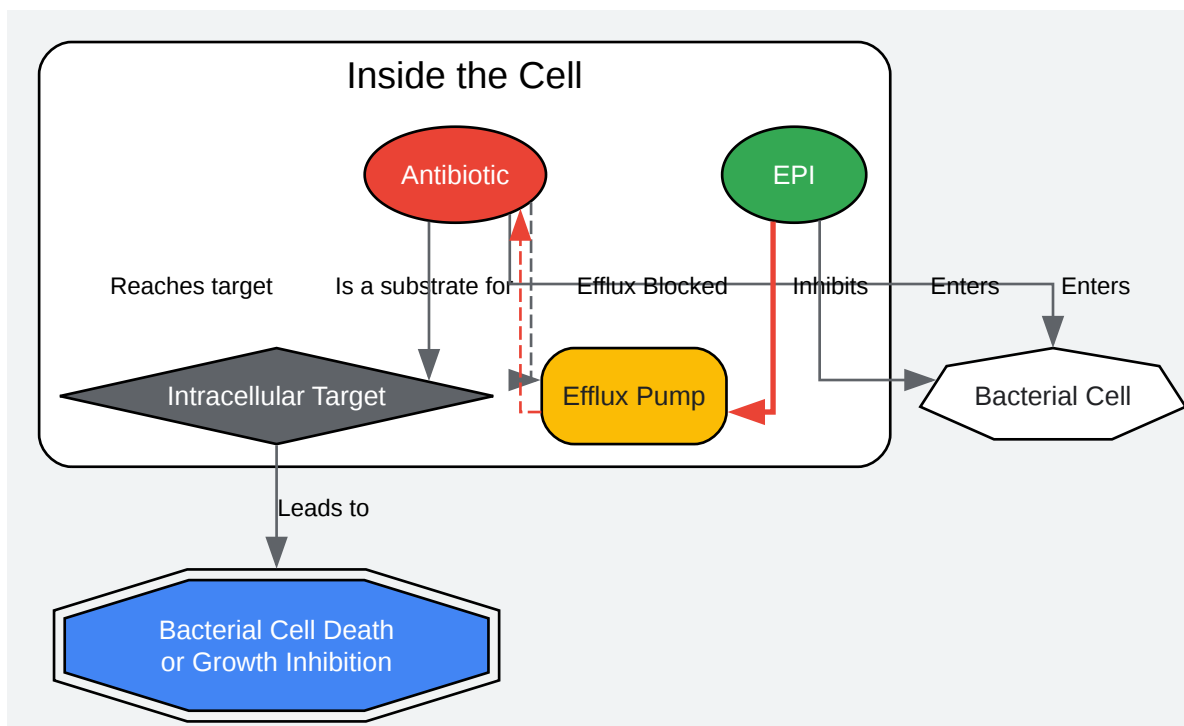 Inside the Cell
Antibiotic
EPI
Reaches target
Is a substrate for
Efflux Blocked
Inhibits
Enters
Enters
Intracellular Target
Efflux Pump
Bacterial Cell
Leads to
Bacterial Cell Death
or Growth Inhibition